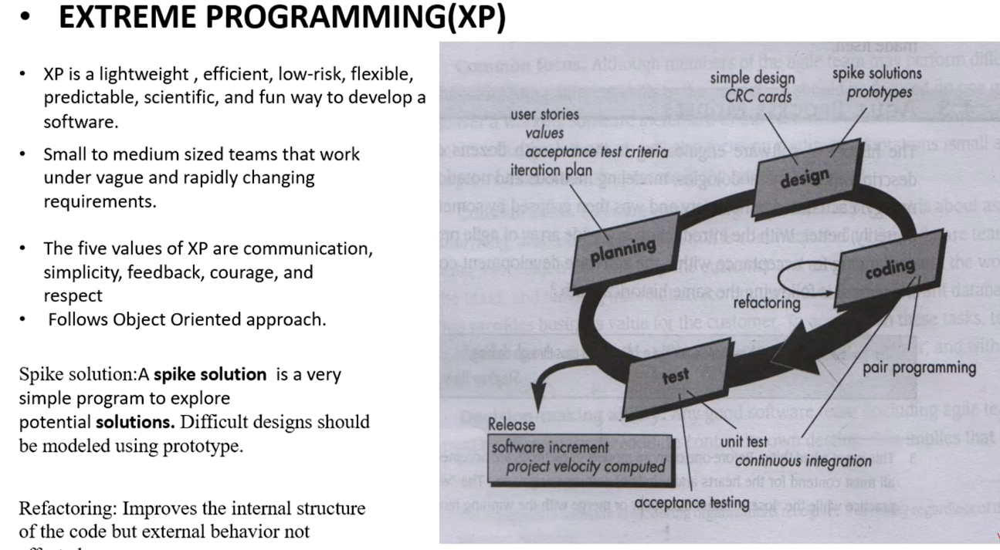 • EXTREME PROGRAMMING(XP)
• XP is a lightweight , efficient, low-risk, flexible,
predictable, scientific, and fun way to develop a
software.
• Small to medium sized teams that work
under vague and rapidly changing
requirements.
• The five values of XP are communication,
simplicity, feedback, courage, and
respect
• Follows Object Oriented approach.
Spike solution:A spike solution is a very
simple program to explore
potential solutions. Difficult designs should
be modeled using prototype.
Refactoring: Improves the internal structure
of the code but external behavior not
simple design
CRC cards
spike solutions
prototypes
user stories
values
acceptance test criteria
iteration plan
design
planning
coding
refactoring
test
pair programming
Release
software increment
project velocity computed
unit test
continuous integration
acceptance testing